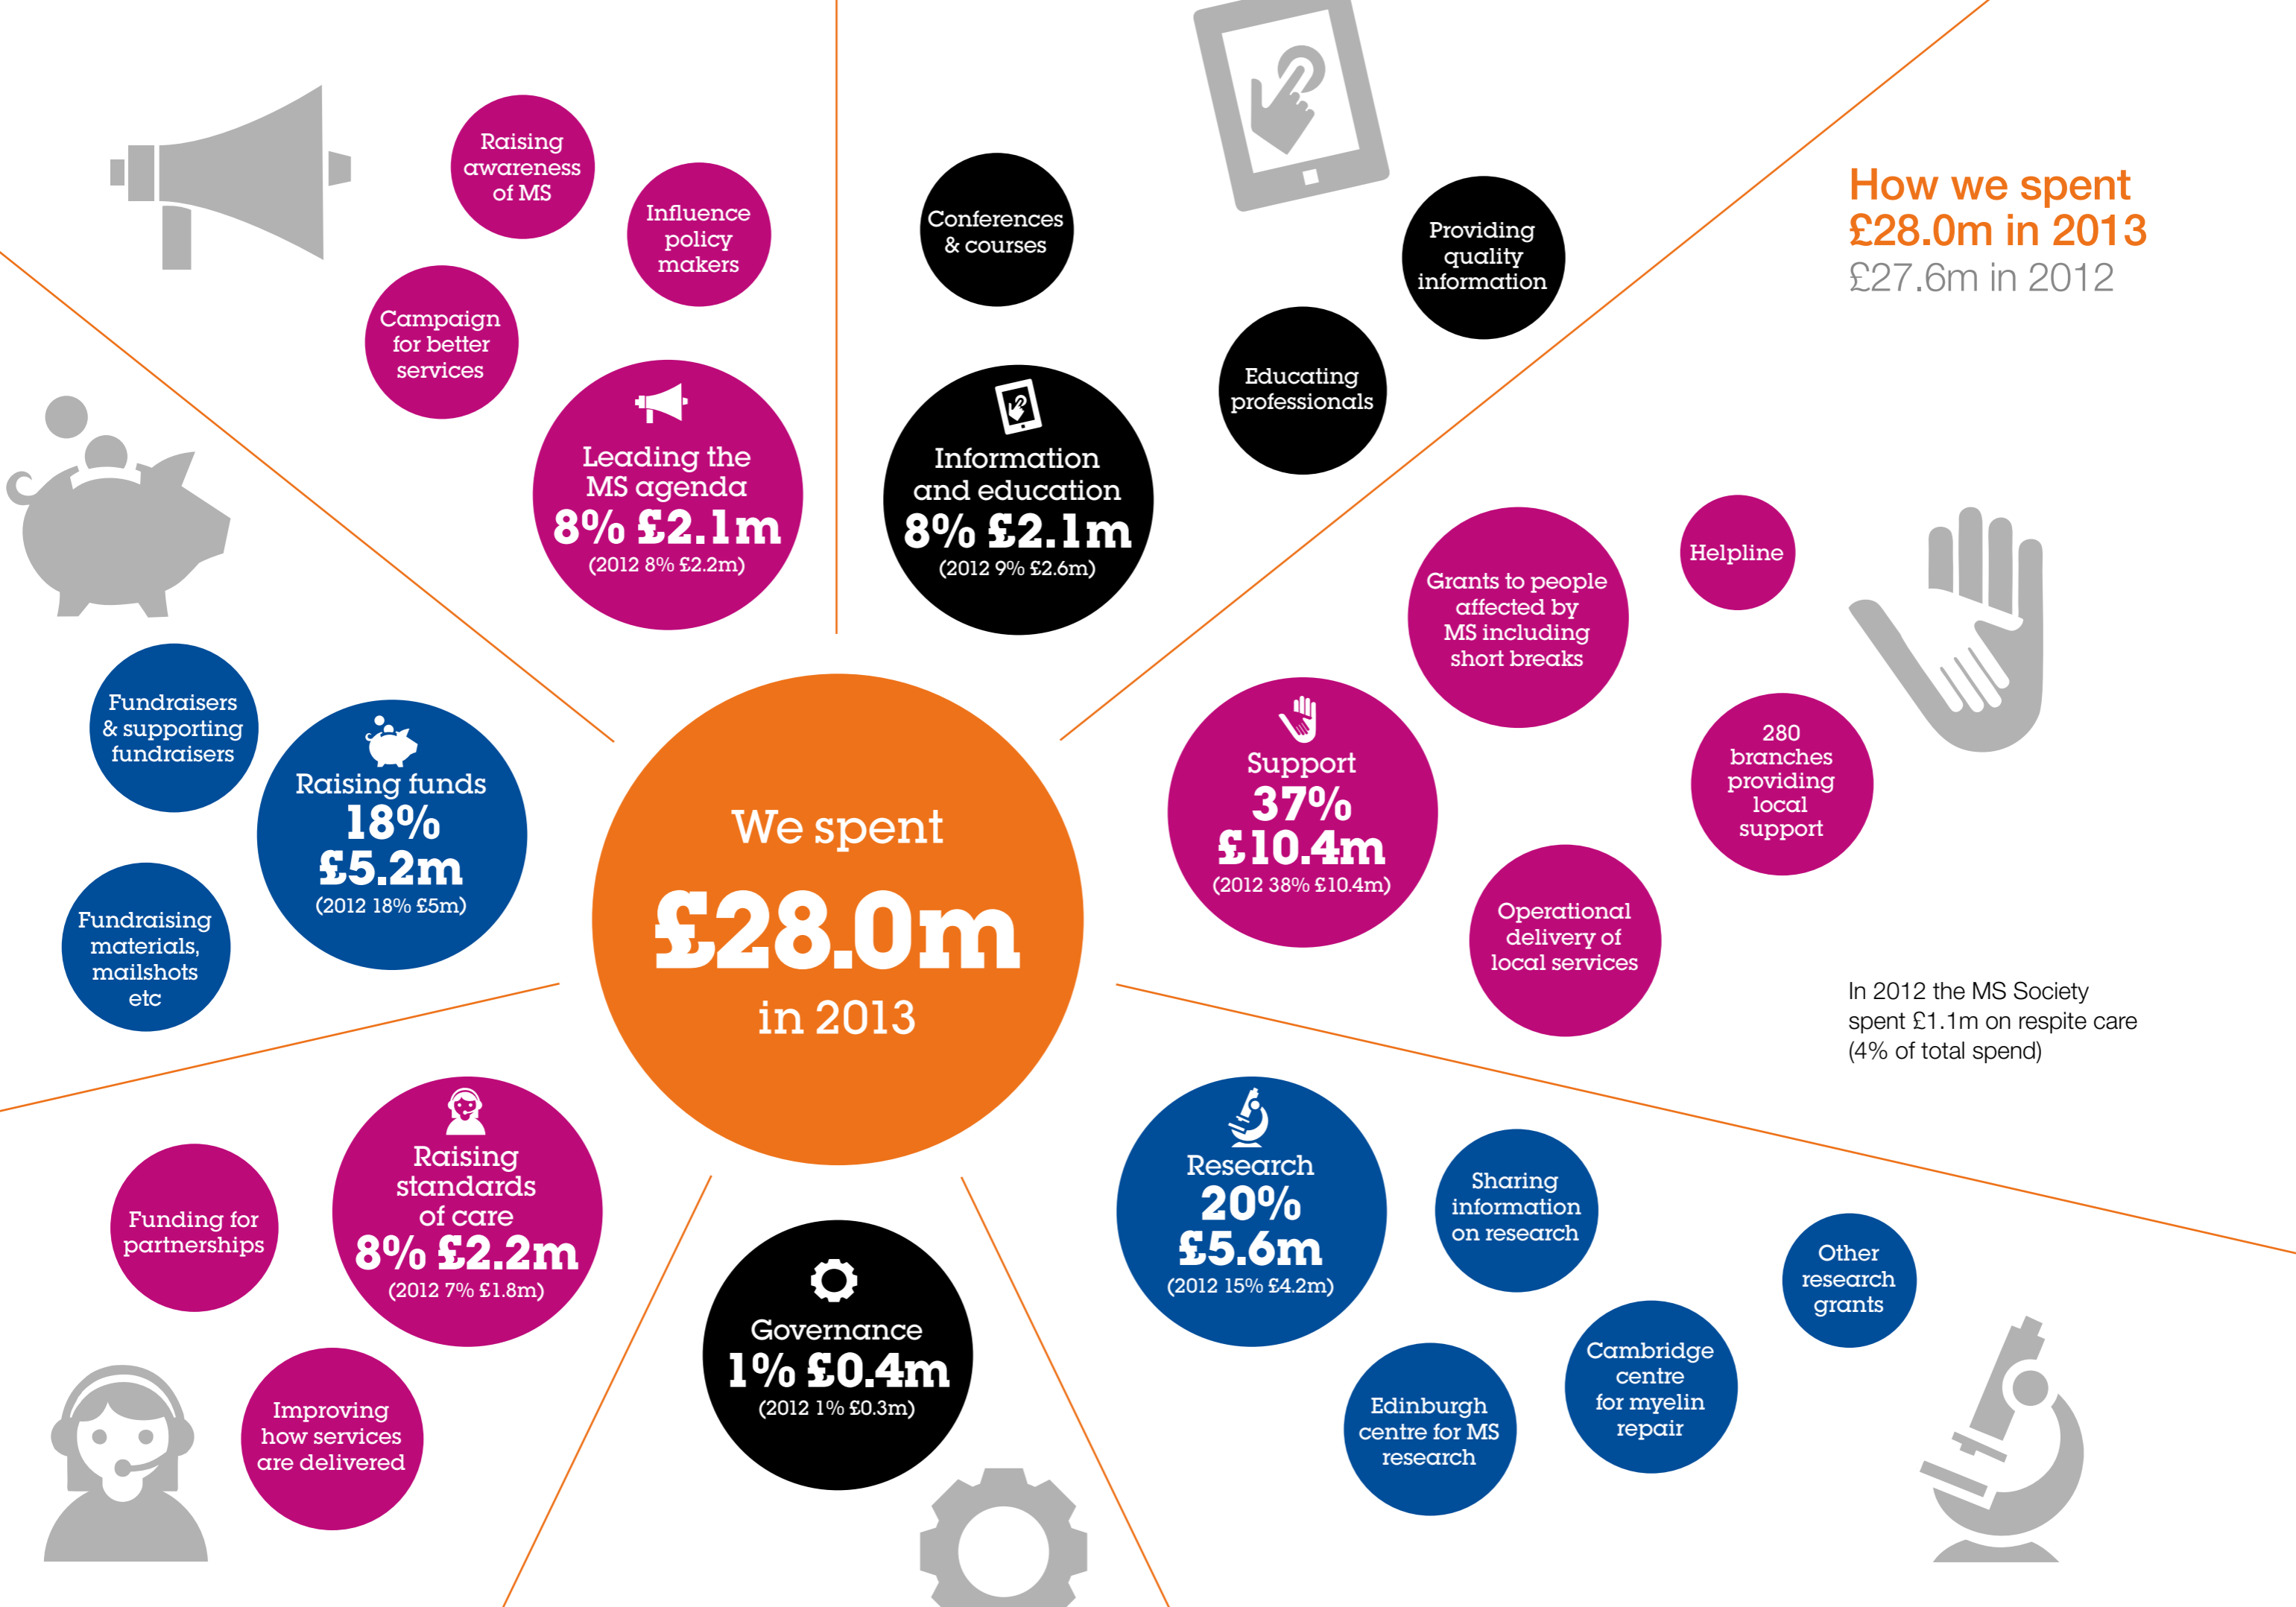 How we spent
£28.0m in 2013
£27.6m in 2012
Raising
awareness
of MS
Influence
policy
makers
Campaign
for better
services
Leading the
MS agenda
8% £2.1m
(2012 8% £2.2m)
Conferences
& courses
Providing
quality
information
Educating
professionals
Information
and education
8% £2.1m
(2012 9% £2.6m)
Grants to people
affected by
MS including
short breaks
Helpline
280
branches
providing
local
support
Operational
delivery of
local services
Support
37%
£10.4m
(2012 38% £10.4m)
In 2012 the MS Society
spent £1.1m on respite care
(4% of total spend)
Fundraisers
& supporting
fundraisers
Fundraising
materials,
mailshots
etc
Raising funds
18%
£5.2m
(2012 18% £5m)
We spent
£28.0m
in 2013
Funding for
partnerships
Improving
how services
are delivered
Raising
standards
of care
8% £2.2m
(2012 7% £1.8m)
Governance
1% £0.4m
(2012 1% £0.3m)
Research
20%
£5.6m
(2012 15% £4.2m)
Sharing
information
on research
Other
research
grants
Cambridge
centre
for myelin
repair
Edinburgh
centre for MS
research